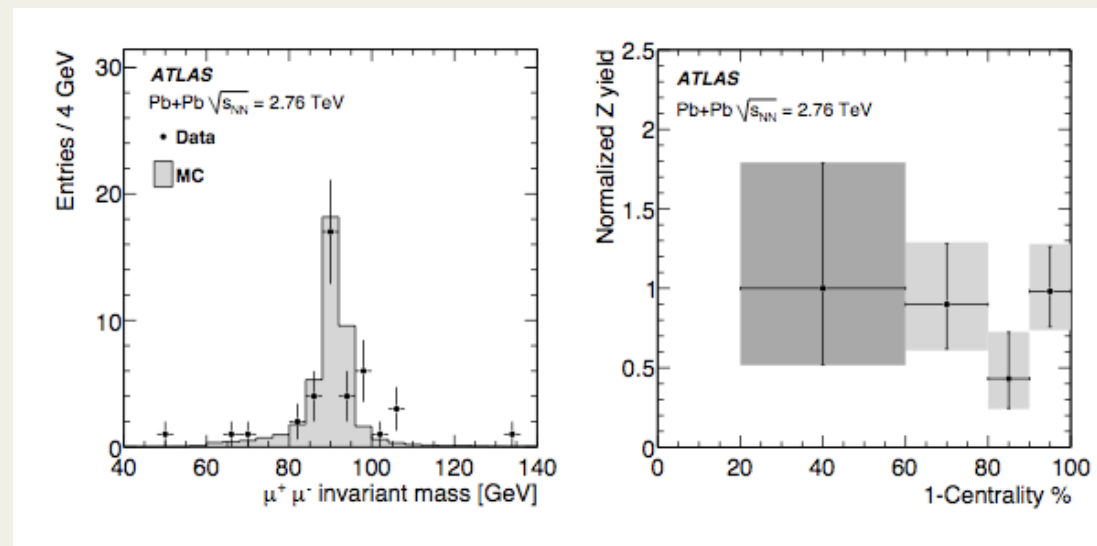 Entries / 4 GeV
30
20
10
0
ATLAS
Pb+Pb √sNN = 2.76 TeV
Data
MC
40 60 80 100 120 140
μ+ μ- invariant mass [GeV]
Normalized Z yield
2.5
2
1.5
1
0.5
0
ATLAS
Pb+Pb √sNN = 2.76 TeV
0 20 40 60 80 100
1-Centrality %